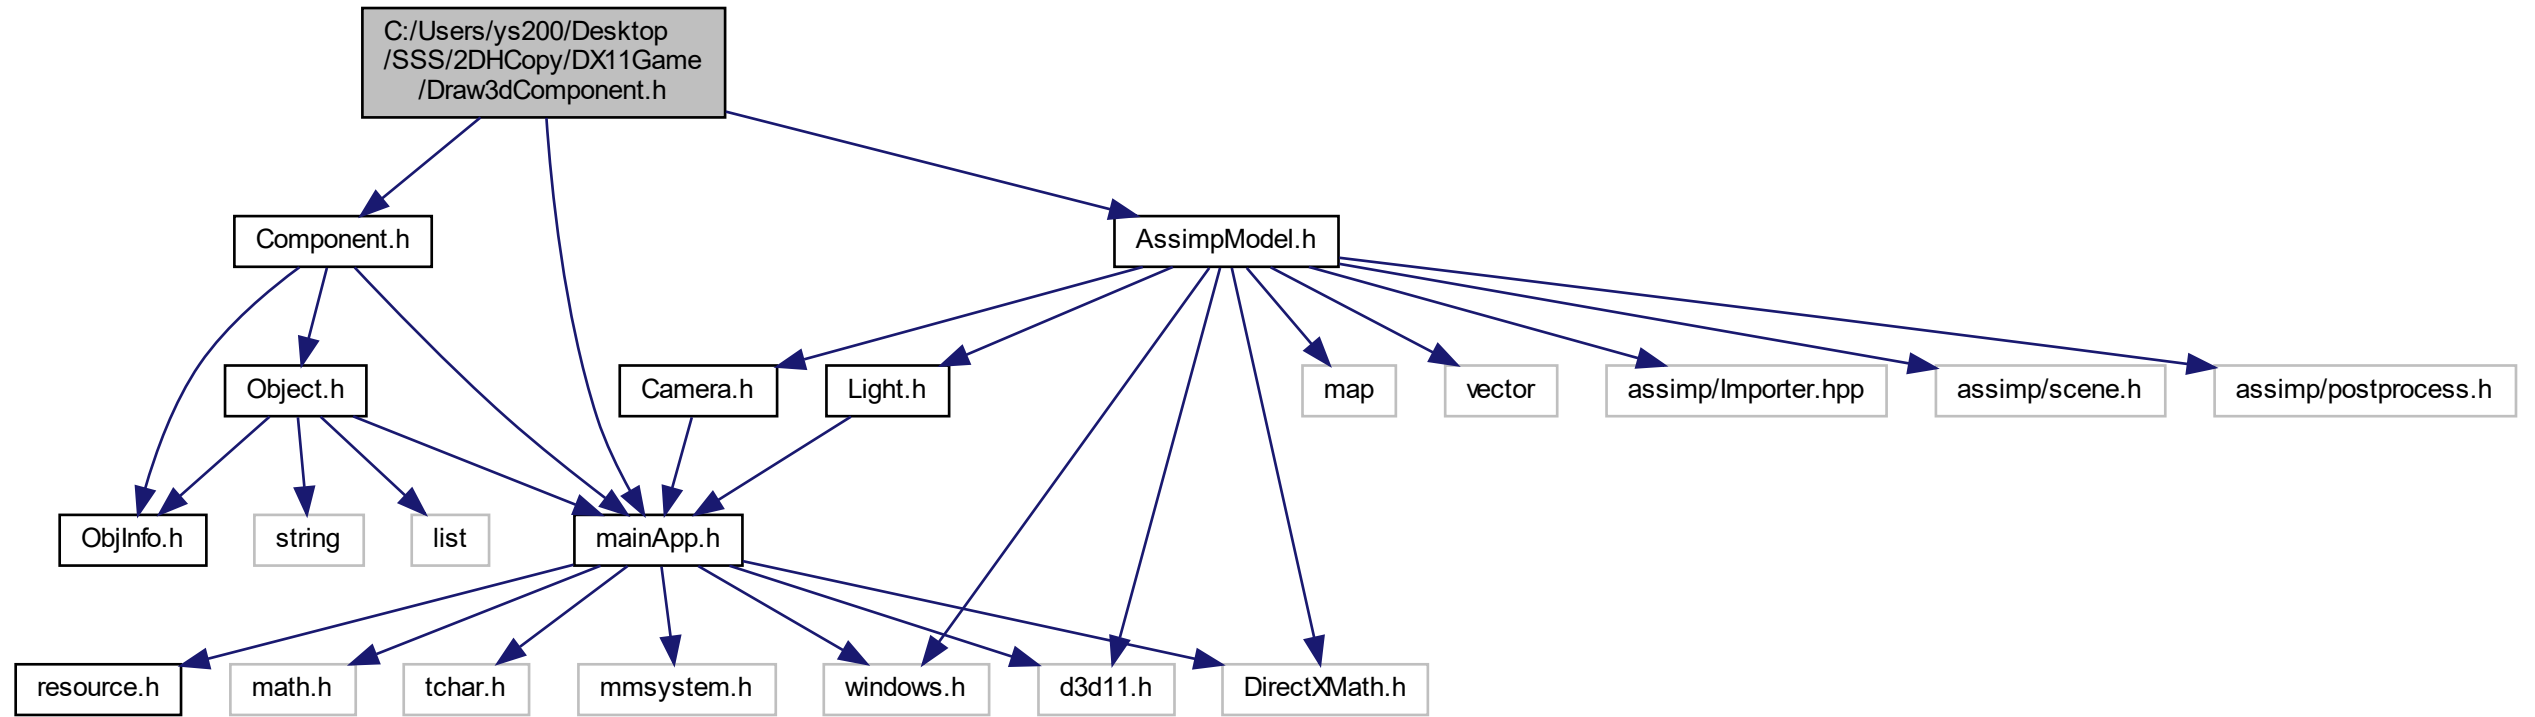 C:/Users/ys200/Desktop
/SSS/2DHCopy/DX11Game
/Draw3dComponent.h
Component.h
AssimpModel.h
Object.h
Camera.h
Light.h
map
vector
assimp/Importer.hpp
assimp/scene.h
assimp/postprocess.h
ObjInfo.h
string
list
mainApp.h
resource.h
math.h
tchar.h
mmsystem.h
windows.h
d3d11.h
DirectXMath.h